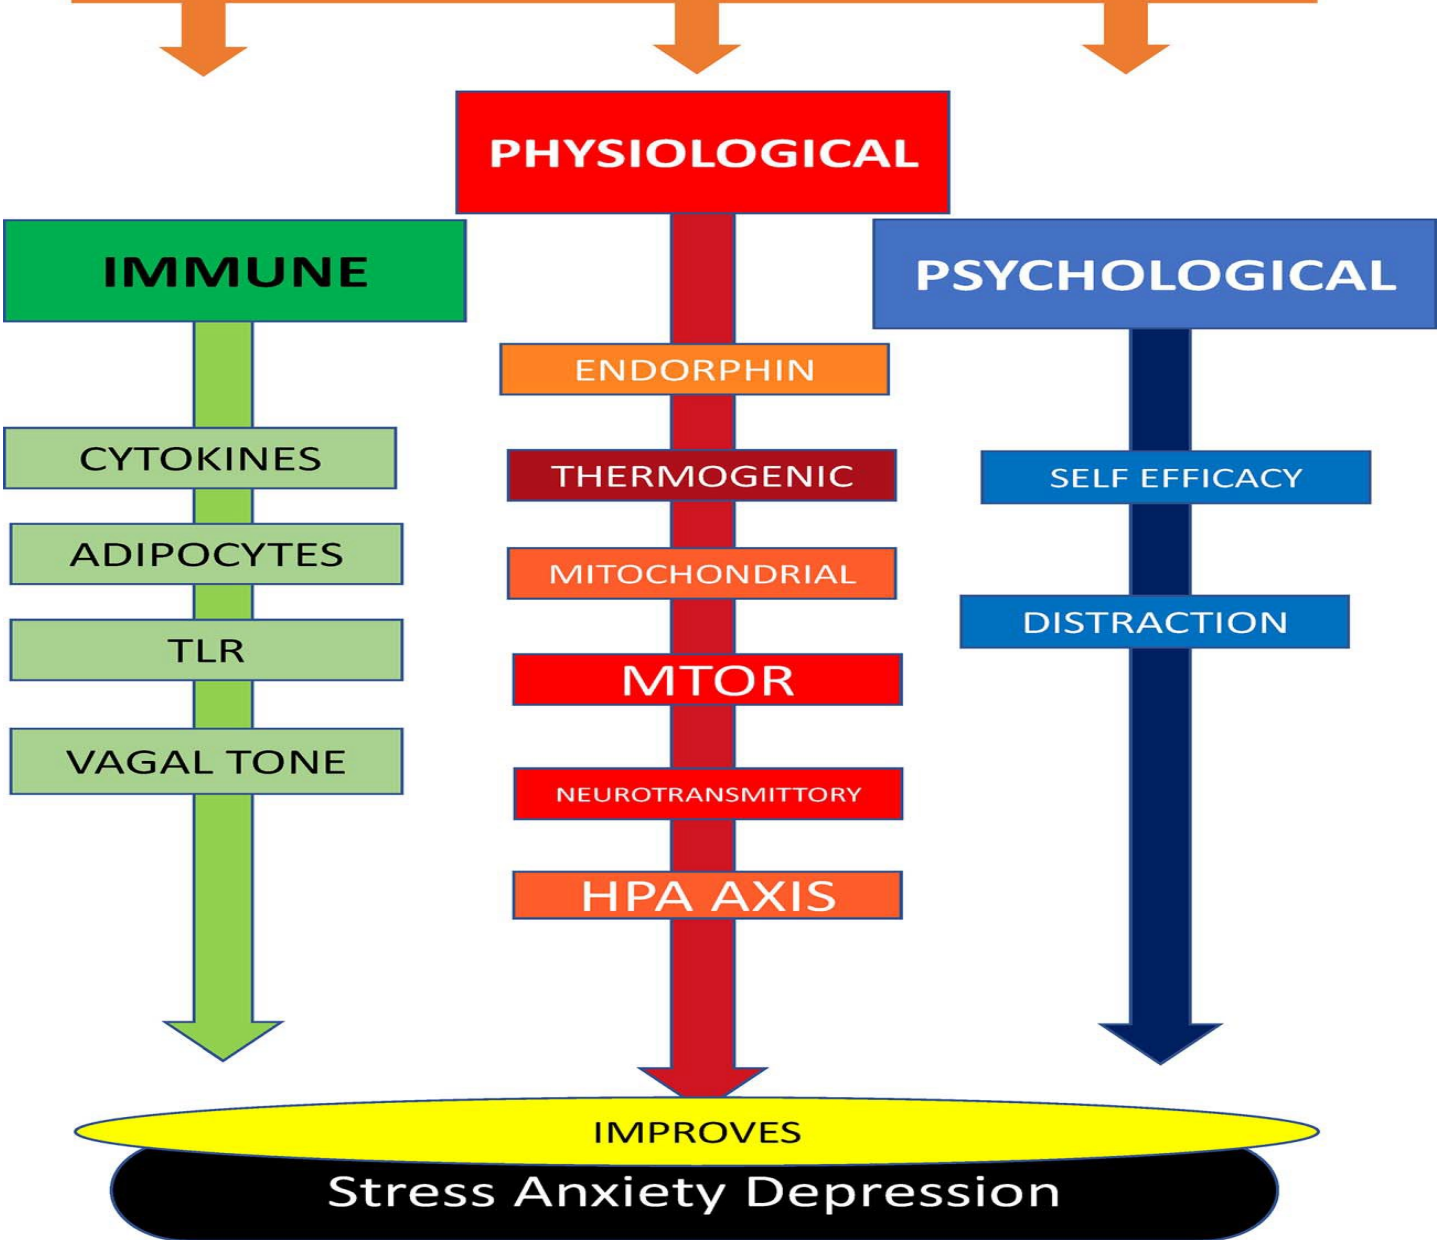 PHYSIOLOGICAL
IMMUNE
PSYCHOLOGICAL
CYTOKINES
ADIPOCYTES
TLR
VAGAL TONE
ENDORPHIN
THERMOGENIC
MITOCHONDRIAL
MTOR
NEUROTRANSMITTORY
HPA AXIS
SELF EFFICACY
DISTRACTION
IMPROVES
Stress Anxiety Depression